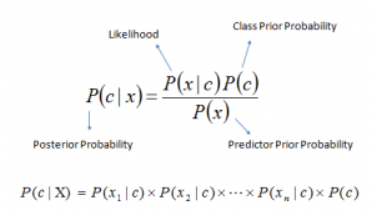 Likelihood
Class Prior Probability
P(c | x) = P(x | c)P(c) / P(x)
Posterior Probability
Predictor Prior Probability
P(c | X) = P(x₁ | c) × P(x₂ | c) × ⋯ × P(xₙ | c) × P(c)